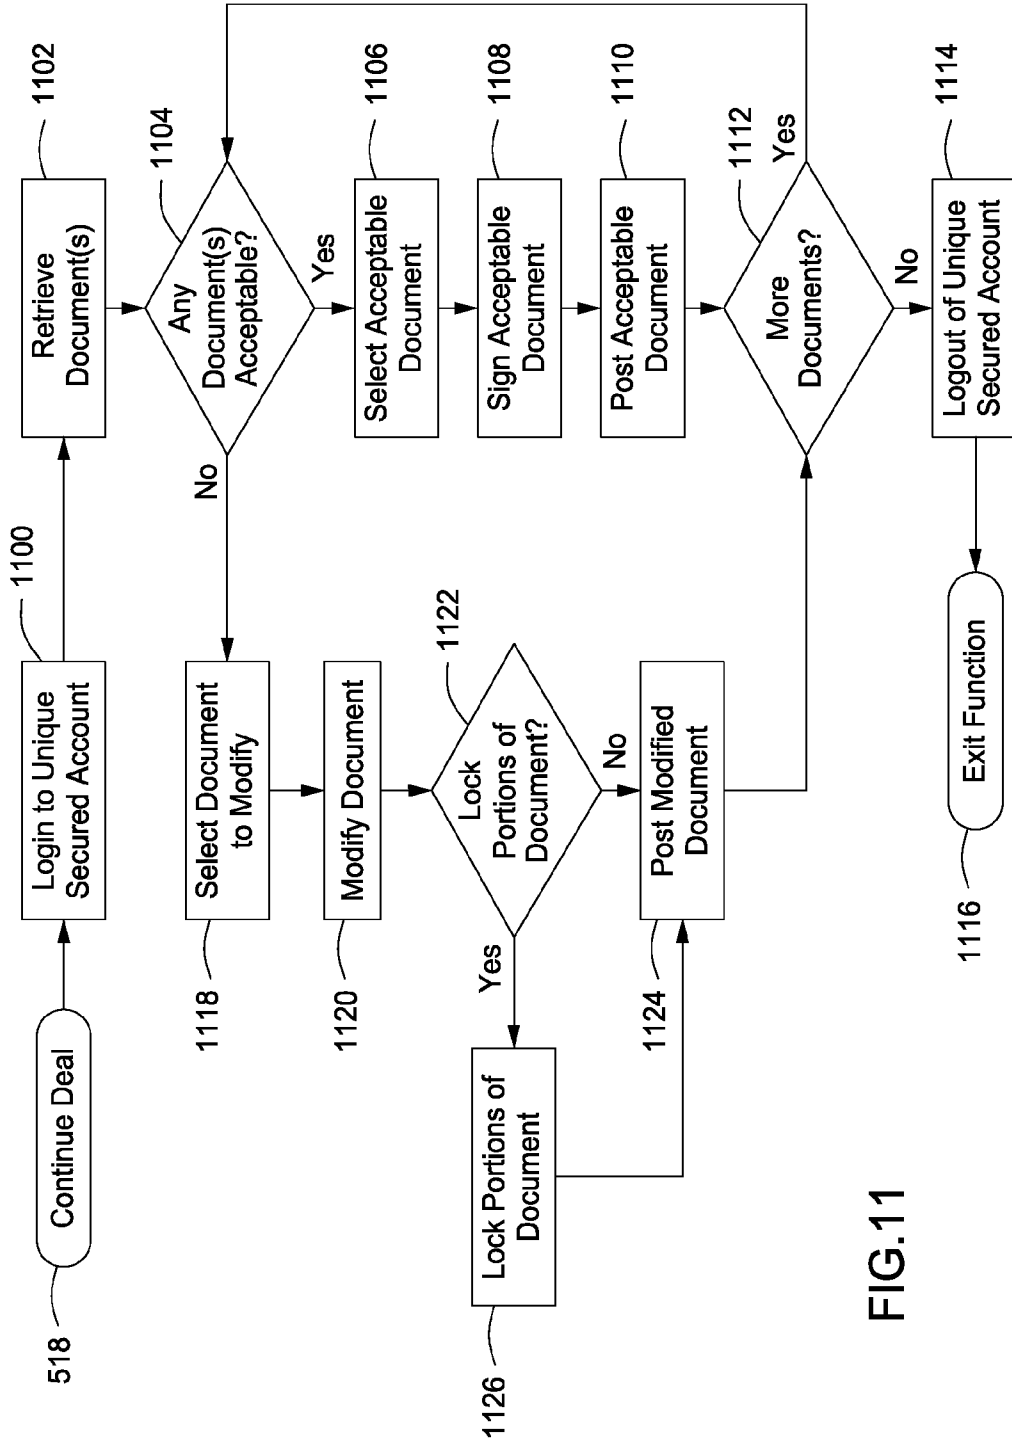 518
Continue Deal
Login to Unique
Secured Account
1100
Retrieve
Document(s)
1102
Any
Document(s)
Acceptable?
1104
No
Yes
Select Document
to Modify
1118
Select Acceptable
Document
1106
Modify Document
1120
Sign Acceptable
Document
1108
Lock
Portions of
Document?
1122
Yes
No
Lock Portions of
Document
1126
Post Modified
Document
1124
Post Acceptable
Document
1110
More
Documents?
1112
Yes
No
Logout of Unique
Secured Account
1114
Exit Function
1116
FIG.11